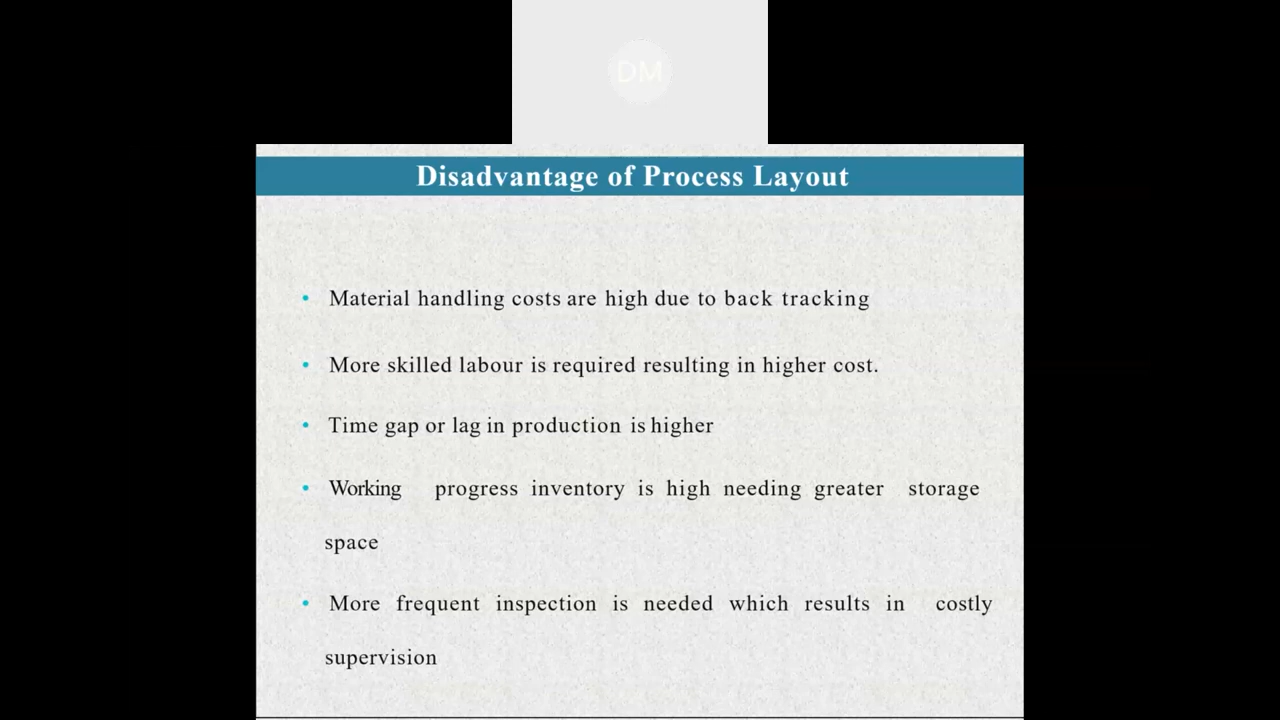 DM
Disadvantage of Process Layout
• Material handling costs are high due to back tracking
• More skilled labour is required resulting in higher cost.
• Time gap or lag in production is higher
• Working progress inventory is high needing greater storage
space
• More frequent inspection is needed which results in costly
supervision